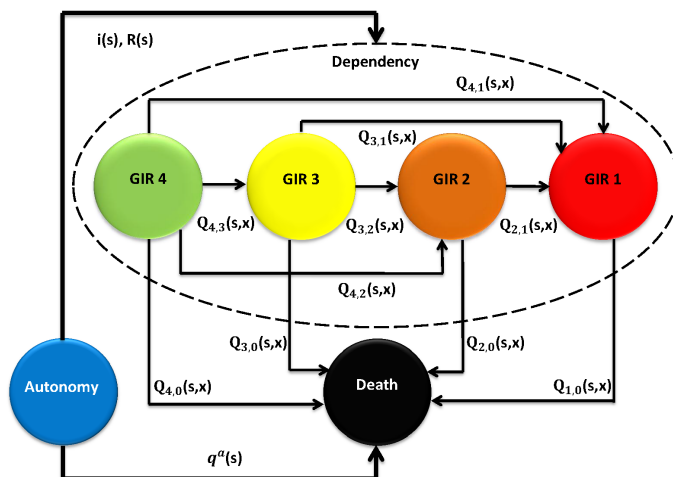 i(s), R(s)
Dependency
Q4,1(s,x)
Q3,1(s,x)
GIR 4
GIR 3
GIR 2
GIR 1
Q4,3(s,x)
Q3,2(s,x)
Q2,1(s,x)
Q4,2(s,x)
Q3,0(s,x)
Q2,0(s,x)
Autonomy
Q4,0(s,x)
Death
Q1,0(s,x)
qᵃ(s)